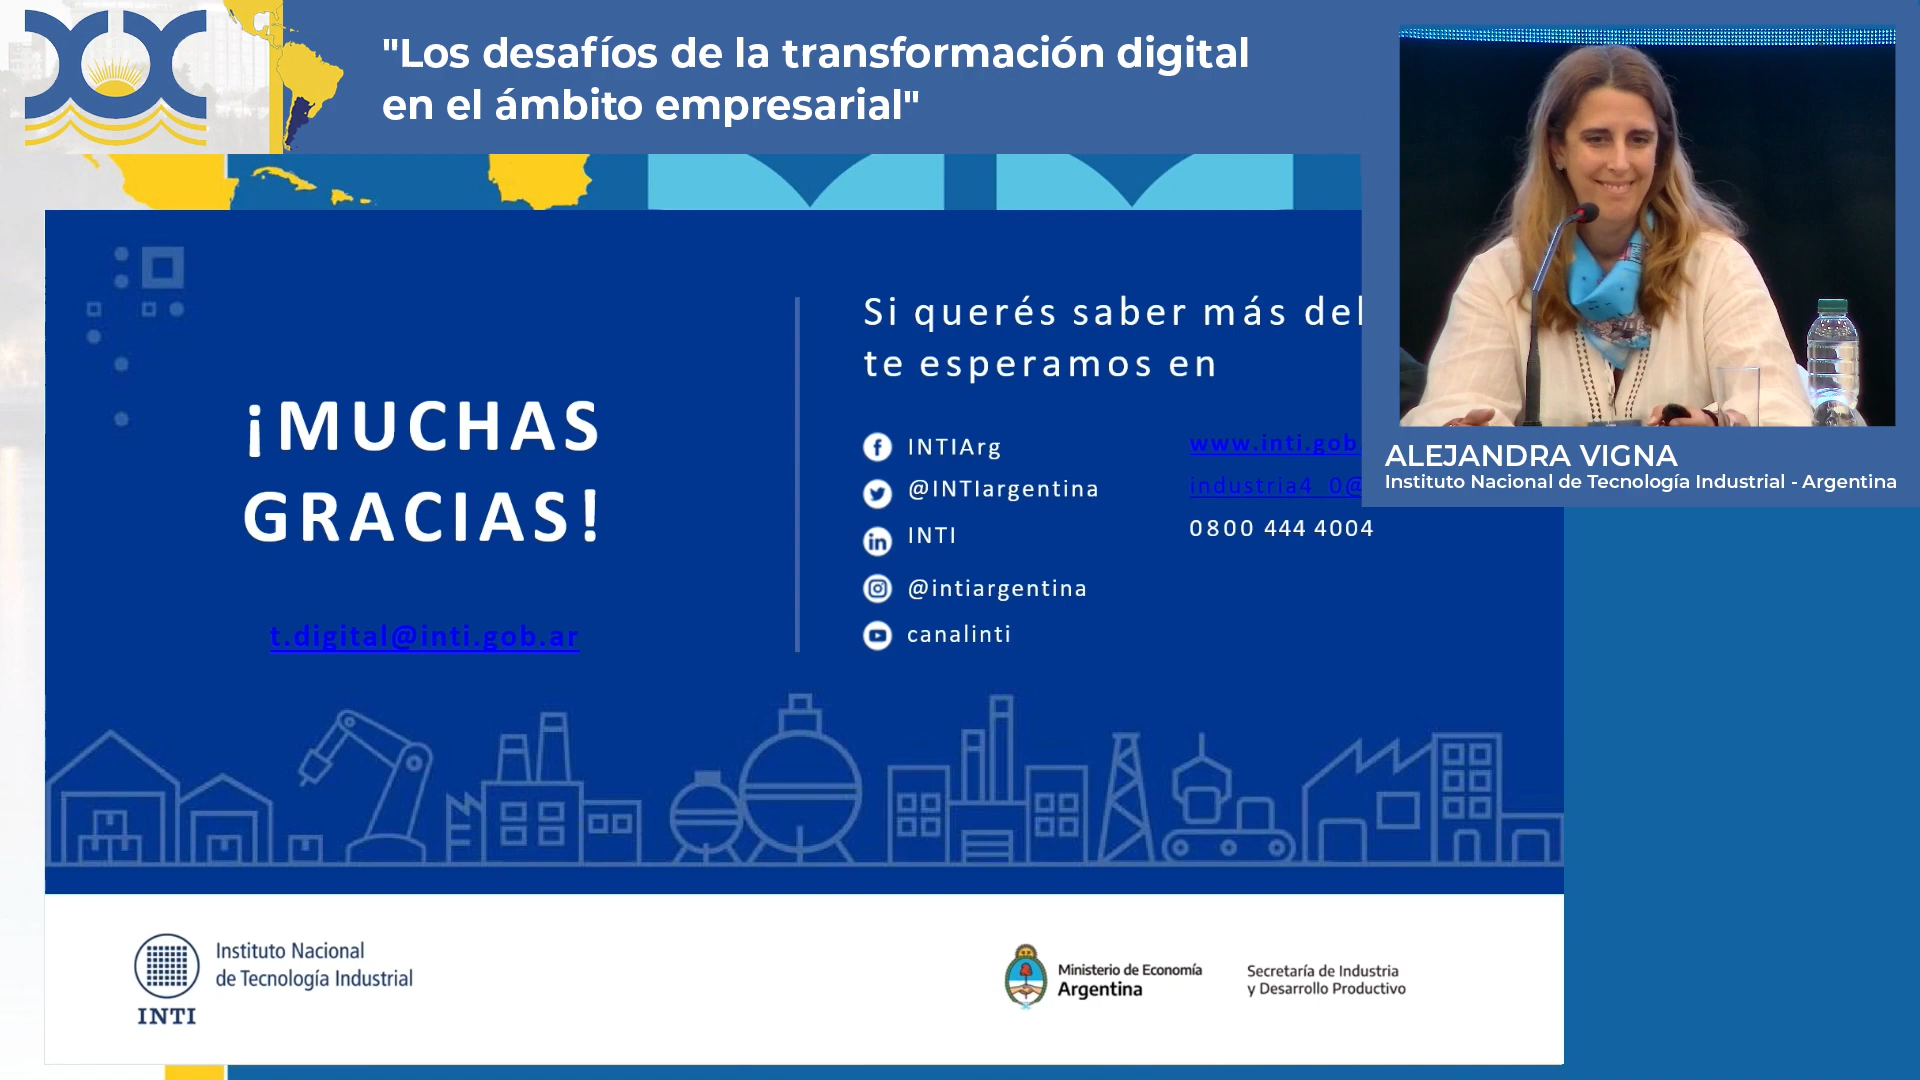 "Los desafíos de la transformación digital
en el ámbito empresarial"
¡MUCHAS
GRACIAS!
t.digital@inti.gob.ar
Si querés saber más del
te esperamos en
INTIArg
@INTIargentina
INTI
@intiargentina
canalinti
www.inti.gob.
industria4_0@
0800 444 4004
ALEJANDRA VIGNA
Instituto Nacional de Tecnología Industrial - Argentina
Instituto Nacional
de Tecnología Industrial
INTI
Ministerio de Economía
Argentina
Secretaría de Industria
y Desarrollo Productivo